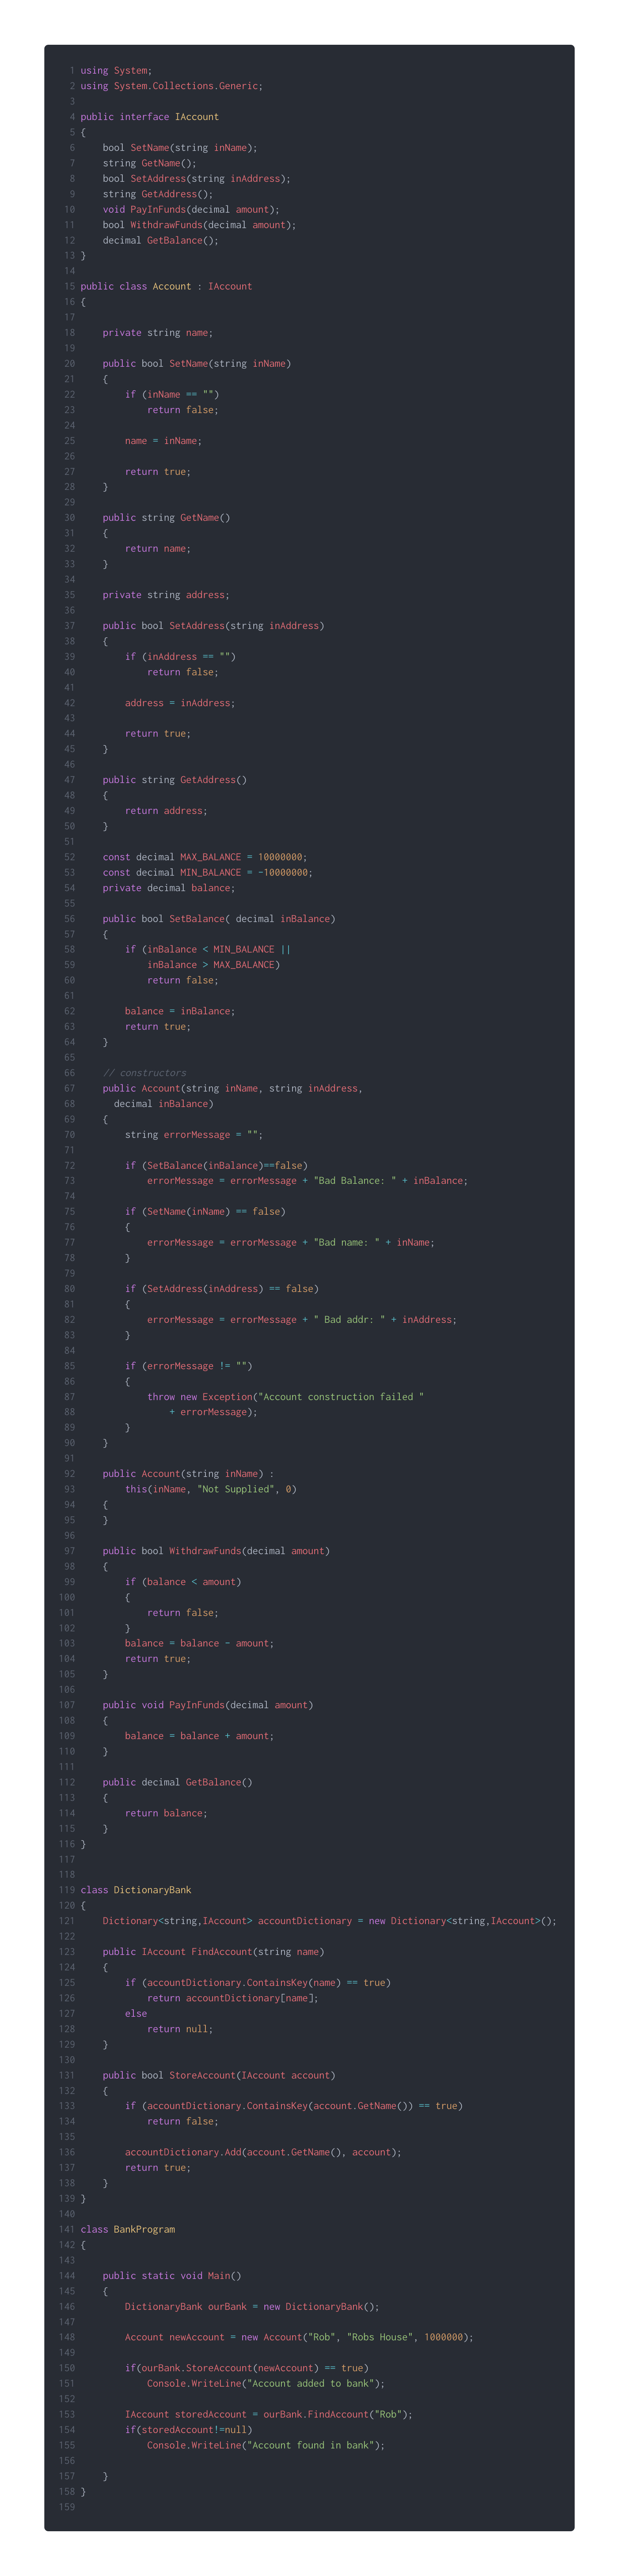 1 using System;
2 using System.Collections.Generic;
3
4 public interface IAccount
5 {
6     bool SetName(string inName);
7     string GetName();
8     bool SetAddress(string inAddress);
9     string GetAddress();
10     void PayInFunds(decimal amount);
11     bool WithdrawFunds(decimal amount);
12     decimal GetBalance();
13 }
14
15 public class Account : IAccount
16 {
17
18     private string name;
19
20     public bool SetName(string inName)
21     {
22         if (inName == "")
23             return false;
24
25         name = inName;
26
27         return true;
28     }
29
30     public string GetName()
31     {
32         return name;
33     }
34
35     private string address;
36
37     public bool SetAddress(string inAddress)
38     {
39         if (inAddress == "")
40             return false;
41
42         address = inAddress;
43
44         return true;
45     }
46
47     public string GetAddress()
48     {
49         return address;
50     }
51
52     const decimal MAX_BALANCE = 10000000;
53     const decimal MIN_BALANCE = -10000000;
54     private decimal balance;
55
56     public bool SetBalance( decimal inBalance)
57     {
58         if (inBalance < MIN_BALANCE ||
59             inBalance > MAX_BALANCE)
60             return false;
61
62         balance = inBalance;
63         return true;
64     }
65
66     // constructors
67     public Account(string inName, string inAddress,
68       decimal inBalance)
69     {
70         string errorMessage = "";
71
72         if (SetBalance(inBalance)==false)
73             errorMessage = errorMessage + "Bad Balance: " + inBalance;
74
75         if (SetName(inName) == false)
76         {
77             errorMessage = errorMessage + "Bad name: " + inName;
78         }
79
80         if (SetAddress(inAddress) == false)
81         {
82             errorMessage = errorMessage + " Bad addr: " + inAddress;
83         }
84
85         if (errorMessage != "")
86         {
87             throw new Exception("Account construction failed "
88                 + errorMessage);
89         }
90     }
91
92     public Account(string inName) :
93         this(inName, "Not Supplied", 0)
94     {
95     }
96
97     public bool WithdrawFunds(decimal amount)
98     {
99         if (balance < amount)
100         {
101             return false;
102         }
103         balance = balance - amount;
104         return true;
105     }
106
107     public void PayInFunds(decimal amount)
108     {
109         balance = balance + amount;
110     }
111
112     public decimal GetBalance()
113     {
114         return balance;
115     }
116 }
117
118
119 class DictionaryBank
120 {
121     Dictionary<string,IAccount> accountDictionary = new Dictionary<string,IAccount>();
122
123     public IAccount FindAccount(string name)
124     {
125         if (accountDictionary.ContainsKey(name) == true)
126             return accountDictionary[name];
127         else
128             return null;
129     }
130
131     public bool StoreAccount(IAccount account)
132     {
133         if (accountDictionary.ContainsKey(account.GetName()) == true)
134             return false;
135
136         accountDictionary.Add(account.GetName(), account);
137         return true;
138     }
139 }
140
141 class BankProgram
142 {
143
144     public static void Main()
145     {
146         DictionaryBank ourBank = new DictionaryBank();
147
148         Account newAccount = new Account("Rob", "Robs House", 1000000);
149
150         if(ourBank.StoreAccount(newAccount) == true)
151             Console.WriteLine("Account added to bank");
152
153         IAccount storedAccount = ourBank.FindAccount("Rob");
154         if(storedAccount!=null)
155             Console.WriteLine("Account found in bank");
156
157     }
158 }
159